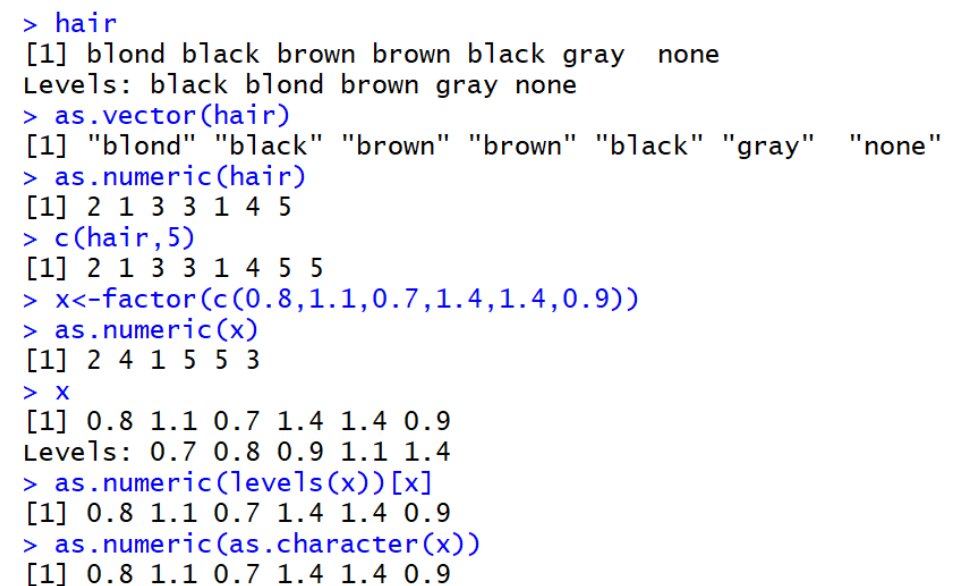 > hair
[1] blond black brown brown black gray  none
Levels: black blond brown gray none
> as.vector(hair)
[1] "blond" "black" "brown" "brown" "black" "gray"  "none"
> as.numeric(hair)
[1] 2 1 3 3 1 4 5
> c(hair,5)
[1] 2 1 3 3 1 4 5 5
> x<-factor(c(0.8,1.1,0.7,1.4,1.4,0.9))
> as.numeric(x)
[1] 2 4 1 5 5 3
> x
[1] 0.8 1.1 0.7 1.4 1.4 0.9
Levels: 0.7 0.8 0.9 1.1 1.4
> as.numeric(levels(x))[x]
[1] 0.8 1.1 0.7 1.4 1.4 0.9
> as.numeric(as.character(x))
[1] 0.8 1.1 0.7 1.4 1.4 0.9